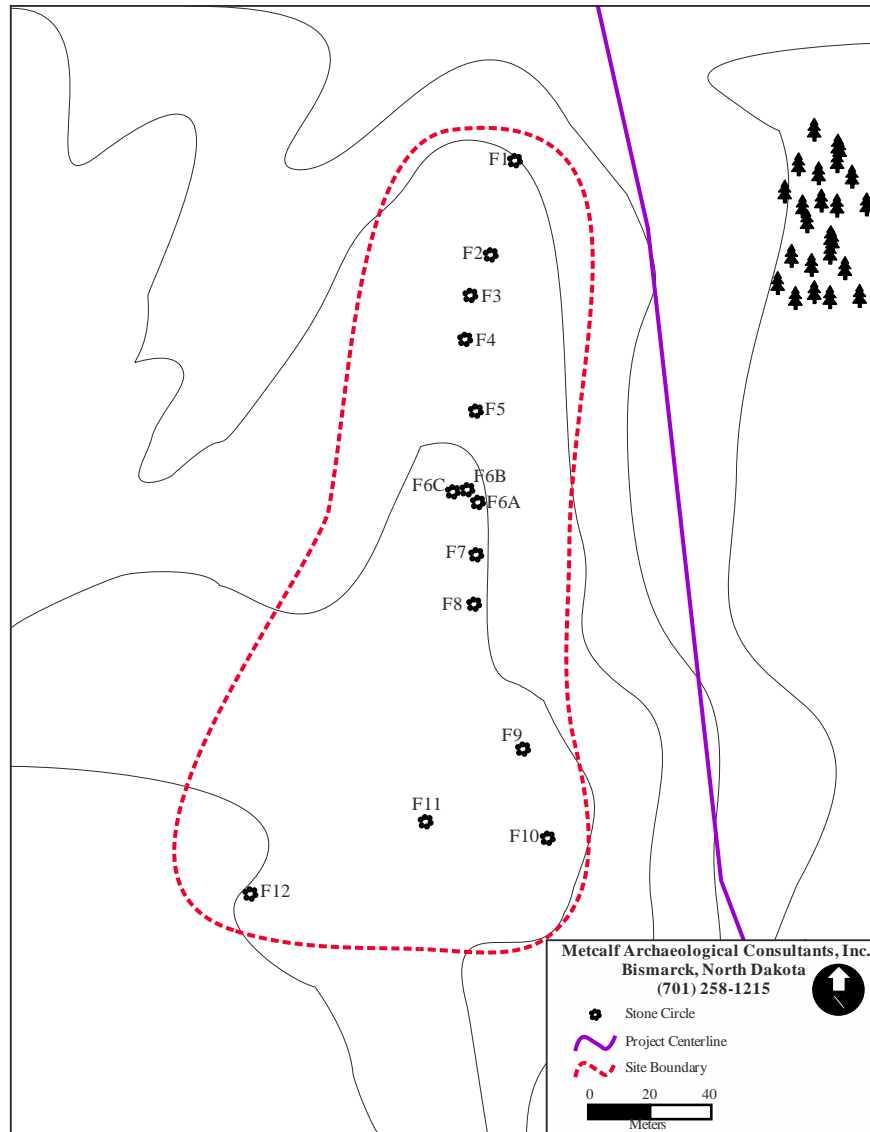 F1
F2
F3
F4
F5
F6B
F6C
F6A
F7
F8
F9
F11
F10
F12
Metcalf Archaeological Consultants, Inc.
Bismarck, North Dakota
(701) 258-1215
Stone Circle
Project Centerline
Site Boundary
0 20 40
Meters